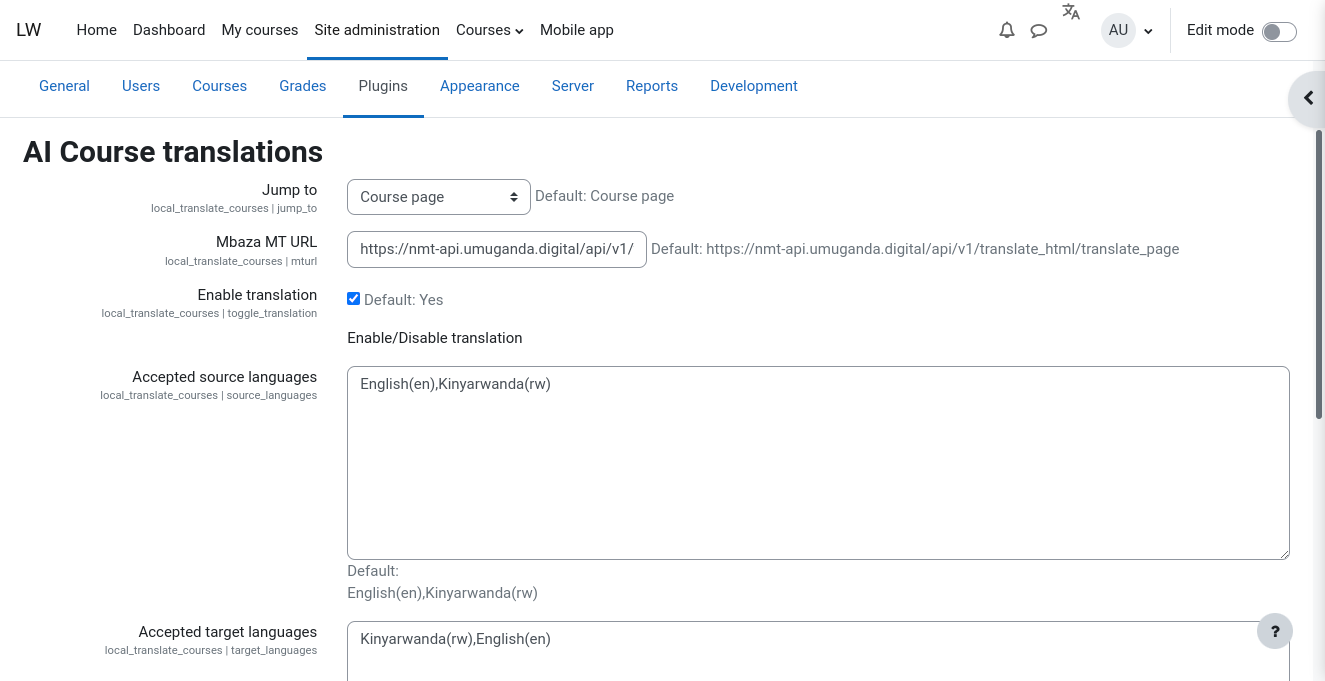 LW Home Dashboard My courses Site administration Courses Mobile app AU Edit mode
General Users Courses Grades Plugins Appearance Server Reports Development
AI Course translations
Jump to Course page Default: Course page
local_translate_courses | jump_to
Mbaza MT URL https://nmt-api.umuganda.digital/api/v1/ Default: https://nmt-api.umuganda.digital/api/v1/translate_html/translate_page
local_translate_courses | mturl
Enable translation Default: Yes
local_translate_courses | toggle_translation
Enable/Disable translation
Accepted source languages English(en),Kinyarwanda(rw)
local_translate_courses | source_languages
Default:
English(en),Kinyarwanda(rw)
Accepted target languages Kinyarwanda(rw),English(en)
local_translate_courses | target_languages
?